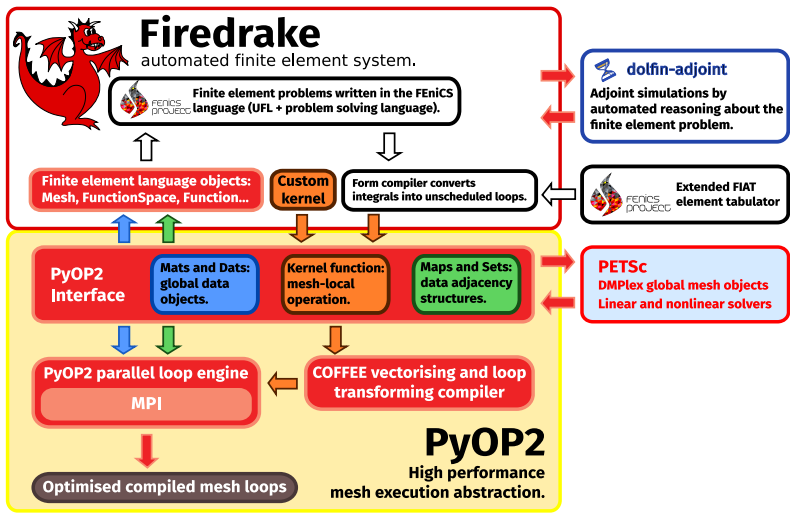 Firedrake
automated finite element system.
FENICS
PROJECT
Finite element problems written in the FEniCS
language (UFL + problem solving language).
dolfin-adjoint
Adjoint simulations by
automated reasoning about the
finite element problem.
Finite element language objects:
Mesh, FunctionSpace, Function...
Custom
kernel
Form compiler converts
integrals into unscheduled loops.
FENICS
PROJECT
Extended FIAT
element tabulator
PyOP2
Interface
Mats and Dats:
global data
objects.
Kernel function:
mesh-local
operation.
Maps and Sets:
data adjacency
structures.
PETSc
DMPlex global mesh objects
Linear and nonlinear solvers
PyOP2 parallel loop engine
MPI
COFFEE vectorising and loop
transforming compiler
PyOP2
High performance
mesh execution abstraction.
Optimised compiled mesh loops